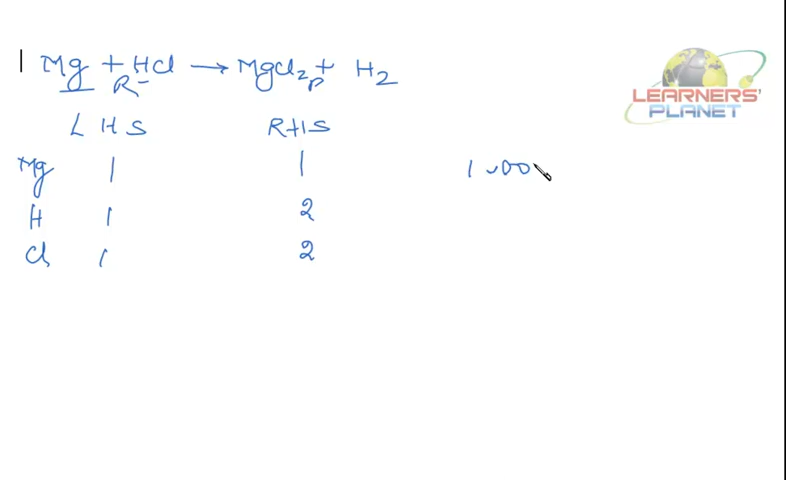 Mg + HCl → MgCl2 + H2
R P
LHS RHS
Mg 1 1
H 1 2
Cl 1 2
LEARNERS'
PLANET